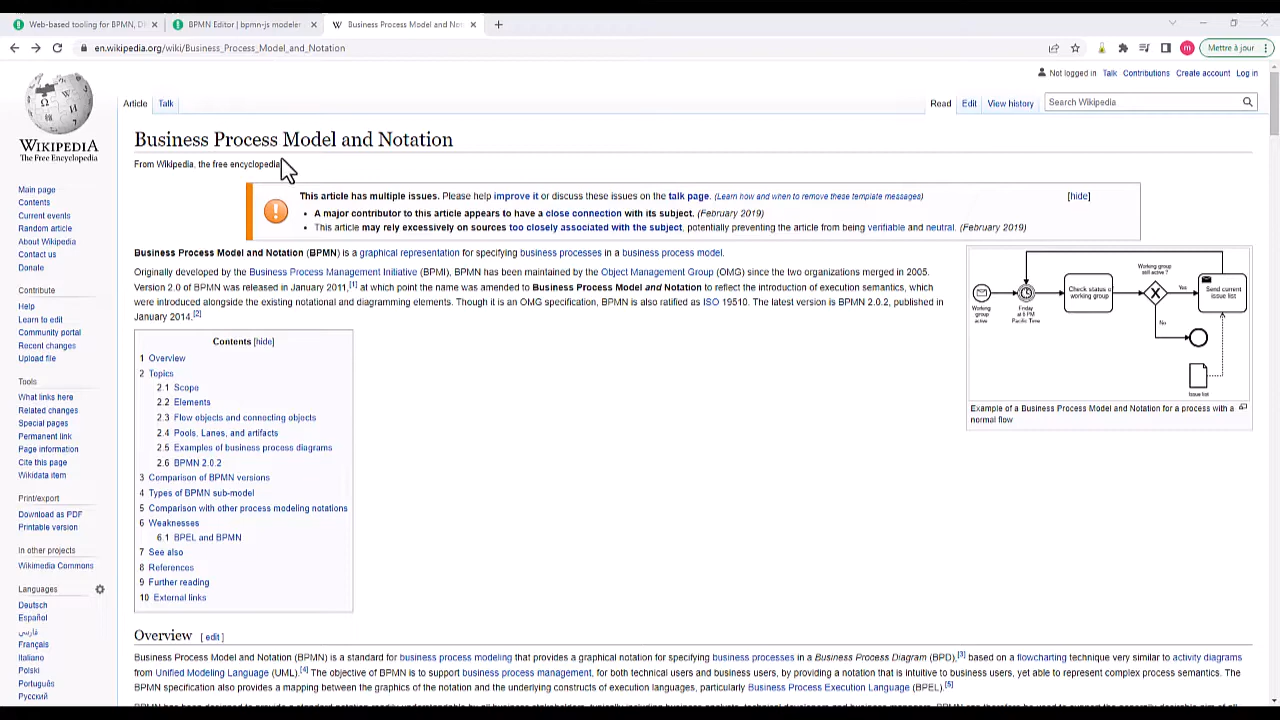 Web-based tooling for BPMN, D
BPMN Editor | bpmn-js modeler
Business Process Model and No
en.wikipedia.org/wiki/Business_Process_Model_and_Notation
m
Mettre à jour
Not logged in Talk Contributions Create account Log in
Article Talk
Read Edit View history
Search Wikipedia
WIKIPEDIA
The Free Encyclopedia
Main page
Contents
Current events
Random article
About Wikipedia
Contact us
Donate
Contribute
Help
Learn to edit
Community portal
Recent changes
Upload file
Tools
What links here
Related changes
Special pages
Permanent link
Page information
Cite this page
Wikidata item
Print/export
Download as PDF
Printable version
In other projects
Wikimedia Commons
Languages
Deutsch
Español
فارسی
Français
Italiano
Polski
Português
Русский
Business Process Model and Notation
From Wikipedia, the free encyclopedia
This article has multiple issues. Please help improve it or discuss these issues on the talk page. (Learn how and when to remove these template messages) [hide]
• A major contributor to this article appears to have a close connection with its subject. (February 2019)
• This article may rely excessively on sources too closely associated with the subject, potentially preventing the article from being verifiable and neutral. (February 2019)
Business Process Model and Notation (BPMN) is a graphical representation for specifying business processes in a business process model.
Originally developed by the Business Process Management Initiative (BPMI), BPMN has been maintained by the Object Management Group (OMG) since the two organizations merged in 2005.
Version 2.0 of BPMN was released in January 2011,[1] at which point the name was amended to Business Process Model and Notation to reflect the introduction of execution semantics, which
were introduced alongside the existing notational and diagramming elements. Though it is an OMG specification, BPMN is also ratified as ISO 19510. The latest version is BPMN 2.0.2, published in
January 2014.[2]
Working
group
active
Friday
at 6 PM
Pacific Time
Check status o
working group
Working group
still active ?
Yes
No
Send current
issue list
Issue list
Example of a Business Process Model and Notation for a process with a
normal flow
Contents [hide]
1 Overview
2 Topics
2.1 Scope
2.2 Elements
2.3 Flow objects and connecting objects
2.4 Pools, Lanes, and artifacts
2.5 Examples of business process diagrams
2.6 BPMN 2.0.2
3 Comparison of BPMN versions
4 Types of BPMN sub-model
5 Comparison with other process modeling notations
6 Weaknesses
6.1 BPEL and BPMN
7 See also
8 References
9 Further reading
10 External links
Overview [ edit ]
Business Process Model and Notation (BPMN) is a standard for business process modeling that provides a graphical notation for specifying business processes in a Business Process Diagram (BPD),[3] based on a flowcharting technique very similar to activity diagrams
from Unified Modeling Language (UML).[4] The objective of BPMN is to support business process management, for both technical users and business users, by providing a notation that is intuitive to business users, yet able to represent complex process semantics. The
BPMN specification also provides a mapping between the graphics of the notation and the underlying constructs of execution languages, particularly Business Process Execution Language (BPEL).[5]